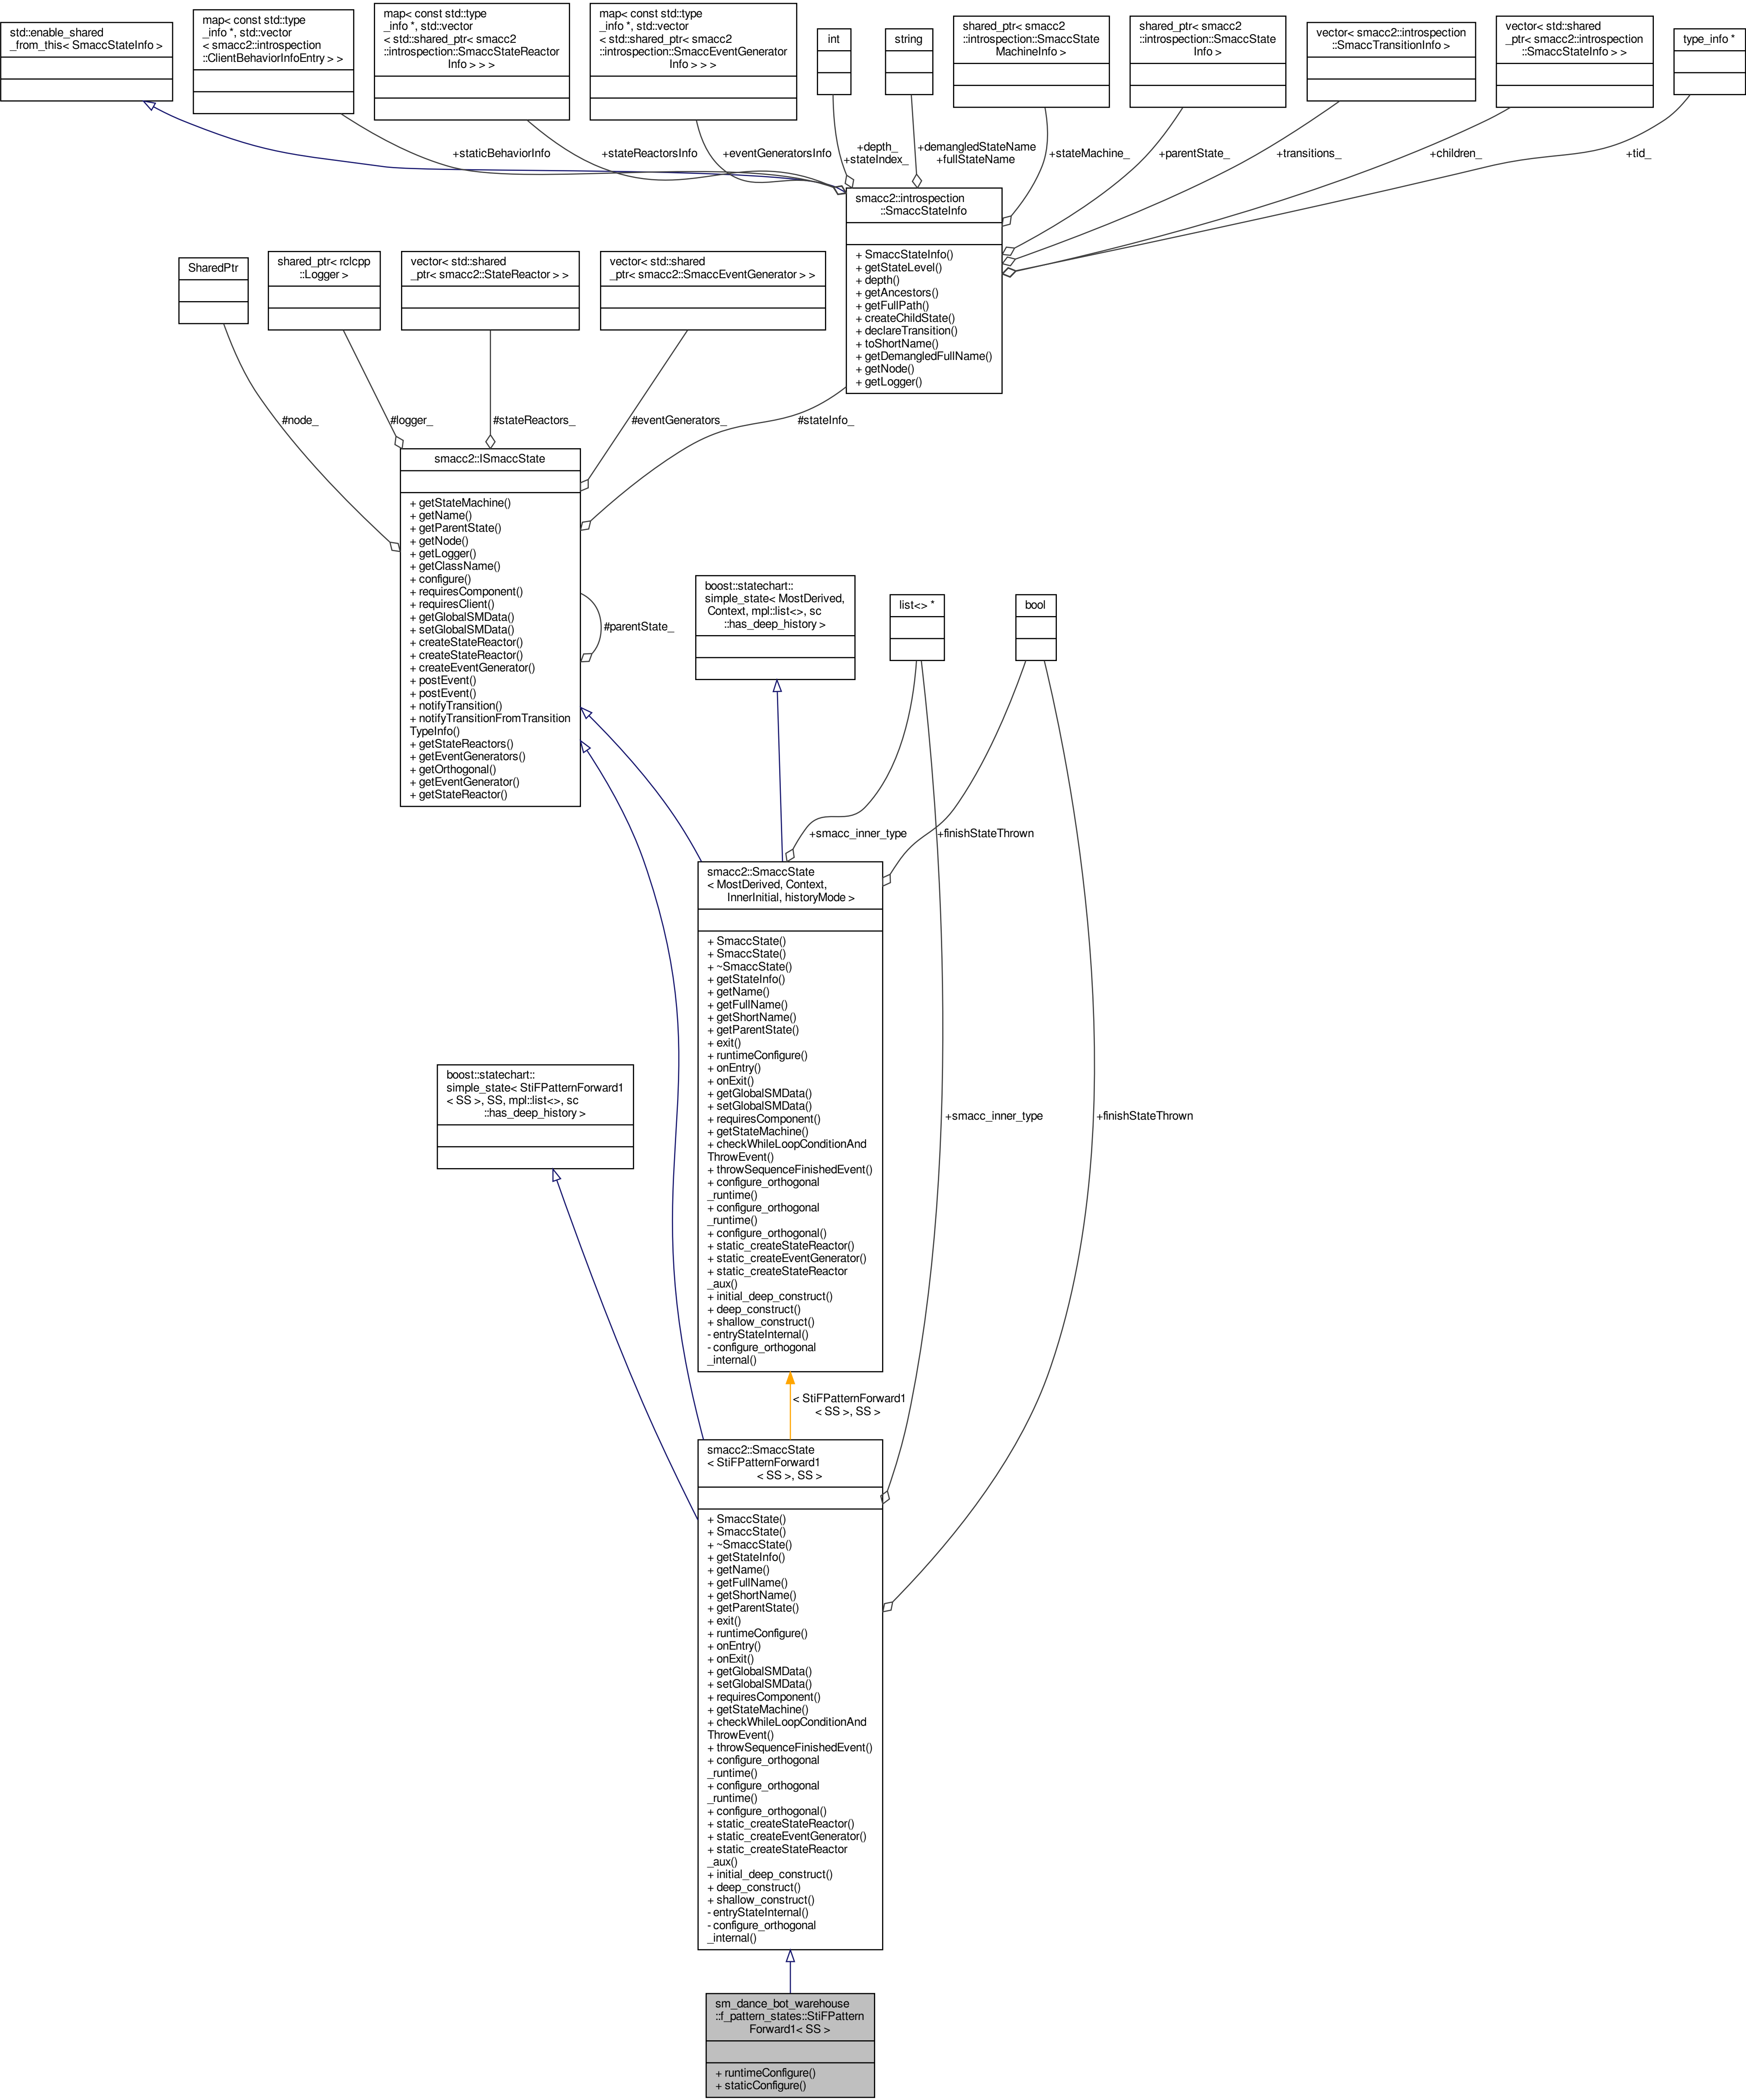 std::enable_shared
_from_this< SmaccStateInfo >
map< const std::type
_info *, std::vector
< smacc2::introspection
::ClientBehaviorInfoEntry > >
map< const std::type
_info *, std::vector
< std::shared_ptr< smacc2
::introspection::SmaccStateReactor
Info > > >
map< const std::type
_info *, std::vector
< std::shared_ptr< smacc2
::introspection::SmaccEventGenerator
Info > > >
int
string
shared_ptr< smacc2
::introspection::SmaccState
MachineInfo >
shared_ptr< smacc2
::introspection::SmaccState
Info >
vector< smacc2::introspection
::SmaccTransitionInfo >
vector< std::shared
_ptr< smacc2::introspection
::SmaccStateInfo > >
type_info *
+staticBehaviorInfo
+stateReactorsInfo
+eventGeneratorsInfo
+depth_
+stateIndex_
+demangledStateName
+fullStateName
+stateMachine_
+parentState_
+transitions_
+children_
+tid_
smacc2::introspection
::SmaccStateInfo
+ SmaccStateInfo()
+ getStateLevel()
+ depth()
+ getAncestors()
+ getFullPath()
+ createChildState()
+ declareTransition()
+ toShortName()
+ getDemangledFullName()
+ getNode()
+ getLogger()
SharedPtr
shared_ptr< rclcpp
::Logger >
vector< std::shared
_ptr< smacc2::StateReactor > >
vector< std::shared
_ptr< smacc2::SmaccEventGenerator > >
#node_
#logger_
#stateReactors_
#eventGenerators_
#stateInfo_
smacc2::ISmaccState
+ getStateMachine()
+ getName()
+ getParentState()
+ getNode()
+ getLogger()
+ getClassName()
+ configure()
+ requiresComponent()
+ requiresClient()
+ getGlobalSMData()
+ setGlobalSMData()
+ createStateReactor()
+ createStateReactor()
+ createEventGenerator()
+ postEvent()
+ postEvent()
+ notifyTransition()
+ notifyTransitionFromTransition
TypeInfo()
+ getStateReactors()
+ getEventGenerators()
+ getOrthogonal()
+ getEventGenerator()
+ getStateReactor()
#parentState_
boost::statechart::
simple_state< MostDerived,
Context, mpl::list<>, sc
::has_deep_history >
list<> *
bool
+smacc_inner_type
+finishStateThrown
smacc2::SmaccState
< MostDerived, Context,
InnerInitial, historyMode >
+ SmaccState()
+ SmaccState()
+ ~SmaccState()
+ getStateInfo()
+ getName()
+ getFullName()
+ getShortName()
+ getParentState()
+ exit()
+ runtimeConfigure()
+ onEntry()
+ onExit()
+ getGlobalSMData()
+ setGlobalSMData()
+ requiresComponent()
+ getStateMachine()
+ checkWhileLoopConditionAnd
ThrowEvent()
+ throwSequenceFinishedEvent()
+ configure_orthogonal
_runtime()
+ configure_orthogonal
_runtime()
+ configure_orthogonal()
+ static_createStateReactor()
+ static_createEventGenerator()
+ static_createStateReactor
_aux()
+ initial_deep_construct()
+ deep_construct()
+ shallow_construct()
- entryStateInternal()
- configure_orthogonal
_internal()
boost::statechart::
simple_state< StiFPatternForward1
< SS >, SS, mpl::list<>, sc
::has_deep_history >
+smacc_inner_type
+finishStateThrown
< StiFPatternForward1
< SS >, SS >
smacc2::SmaccState
< StiFPatternForward1
< SS >, SS >
+ SmaccState()
+ SmaccState()
+ ~SmaccState()
+ getStateInfo()
+ getName()
+ getFullName()
+ getShortName()
+ getParentState()
+ exit()
+ runtimeConfigure()
+ onEntry()
+ onExit()
+ getGlobalSMData()
+ setGlobalSMData()
+ requiresComponent()
+ getStateMachine()
+ checkWhileLoopConditionAnd
ThrowEvent()
+ throwSequenceFinishedEvent()
+ configure_orthogonal
_runtime()
+ configure_orthogonal
_runtime()
+ configure_orthogonal()
+ static_createStateReactor()
+ static_createEventGenerator()
+ static_createStateReactor
_aux()
+ initial_deep_construct()
+ deep_construct()
+ shallow_construct()
- entryStateInternal()
- configure_orthogonal
_internal()
sm_dance_bot_warehouse
::f_pattern_states::StiFPattern
Forward1< SS >
+ runtimeConfigure()
+ staticConfigure()